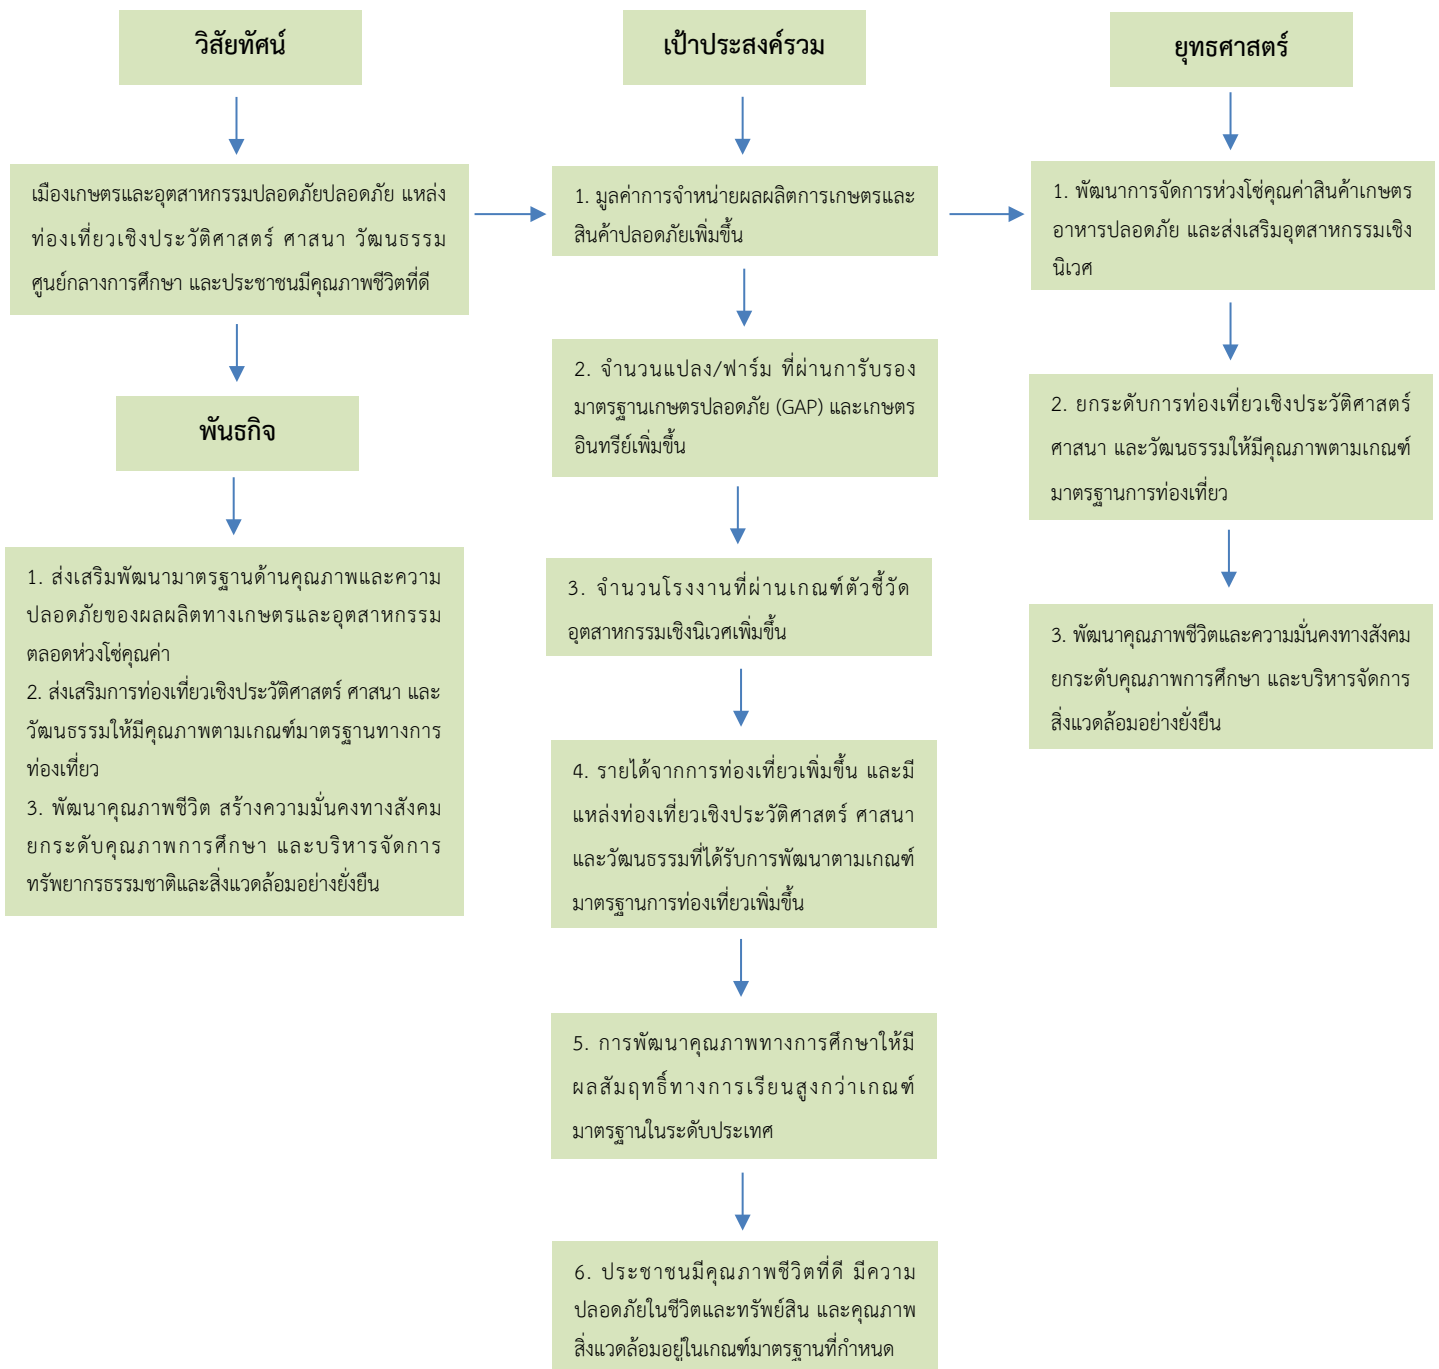 วิสัยทัศน์
เมืองเกษตรและอุตสาหกรรมปลอดภัยปลอดภัย แหล่ง
ท่องเที่ยวเชิงประวัติศาสตร์ ศาสนา วัฒนธรรม
ศูนย์กลางการศึกษา และประชาชนมีคุณภาพชีวิตที่ดี
พันธกิจ
1. ส่งเสริมพัฒนามาตรฐานด้านคุณภาพและความ
ปลอดภัยของผลผลิตทางเกษตรและอุตสาหกรรม
ตลอดห่วงโซ่คุณค่า
2. ส่งเสริมการท่องเที่ยวเชิงประวัติศาสตร์ ศาสนา และ
วัฒนธรรมให้มีคุณภาพตามเกณฑ์มาตรฐานทางการ
ท่องเที่ยว
3. พัฒนาคุณภาพชีวิต สร้างความมั่นคงทางสังคม
ยกระดับคุณภาพการศึกษา และบริหารจัดการ
ทรัพยากรธรรมชาติและสิ่งแวดล้อมอย่างยั่งยืน
เป้าประสงค์รวม
1. มูลค่าการจำหน่ายผลผลิตการเกษตรและ
สินค้าปลอดภัยเพิ่มขึ้น
2. จำนวนแปลง/ฟาร์ม ที่ผ่านการับรอง
มาตรฐานเกษตรปลอดภัย (GAP) และเกษตร
อินทรีย์เพิ่มขึ้น
3. จำนวนโรงงานที่ผ่านเกณฑ์ตัวชี้วัด
อุตสาหกรรมเชิงนิเวศเพิ่มขึ้น
4. รายได้จากการท่องเที่ยวเพิ่มขึ้น และมี
แหล่งท่องเที่ยวเชิงประวัติศาสตร์ ศาสนา
และวัฒนธรรมที่ได้รับการพัฒนาตามเกณฑ์
มาตรฐานการท่องเที่ยวเพิ่มขึ้น
5. การพัฒนาคุณภาพทางการศึกษาให้มี
ผลสัมฤทธิ์ทางการเรียนสูงกว่าเกณฑ์
มาตรฐานในระดับประเทศ
6. ประชาชนมีคุณภาพชีวิตที่ดี มีความ
ปลอดภัยในชีวิตและทรัพย์สิน และคุณภาพ
สิ่งแวดล้อมอยู่ในเกณฑ์มาตรฐานที่กำหนด
ยุทธศาสตร์
1. พัฒนาการจัดการห่วงโซ่คุณค่าสินค้าเกษตร
อาหารปลอดภัย และส่งเสริมอุตสาหกรรมเชิง
นิเวศ
2. ยกระดับการท่องเที่ยวเชิงประวัติศาสตร์
ศาสนา และวัฒนธรรมให้มีคุณภาพตามเกณฑ์
มาตรฐานการท่องเที่ยว
3. พัฒนาคุณภาพชีวิตและความมั่นคงทางสังคม
ยกระดับคุณภาพการศึกษา และบริหารจัดการ
สิ่งแวดล้อมอย่างยั่งยืน